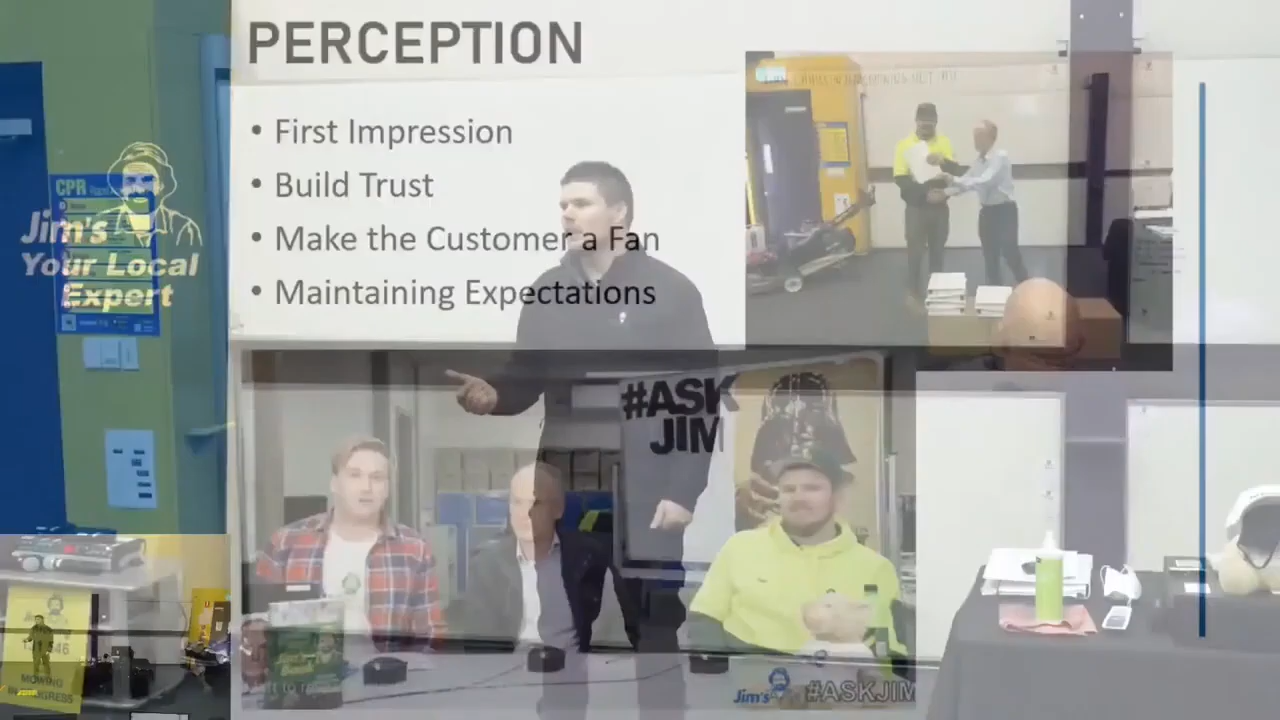 PERCEPTION
• First Impression
• Build Trust
• Make the Customer a Fan
• Maintaining Expectations
CPR
Jim's
Your Local
Expert
#ASK
JIM
MOWING
Jim's
#ASKJIM